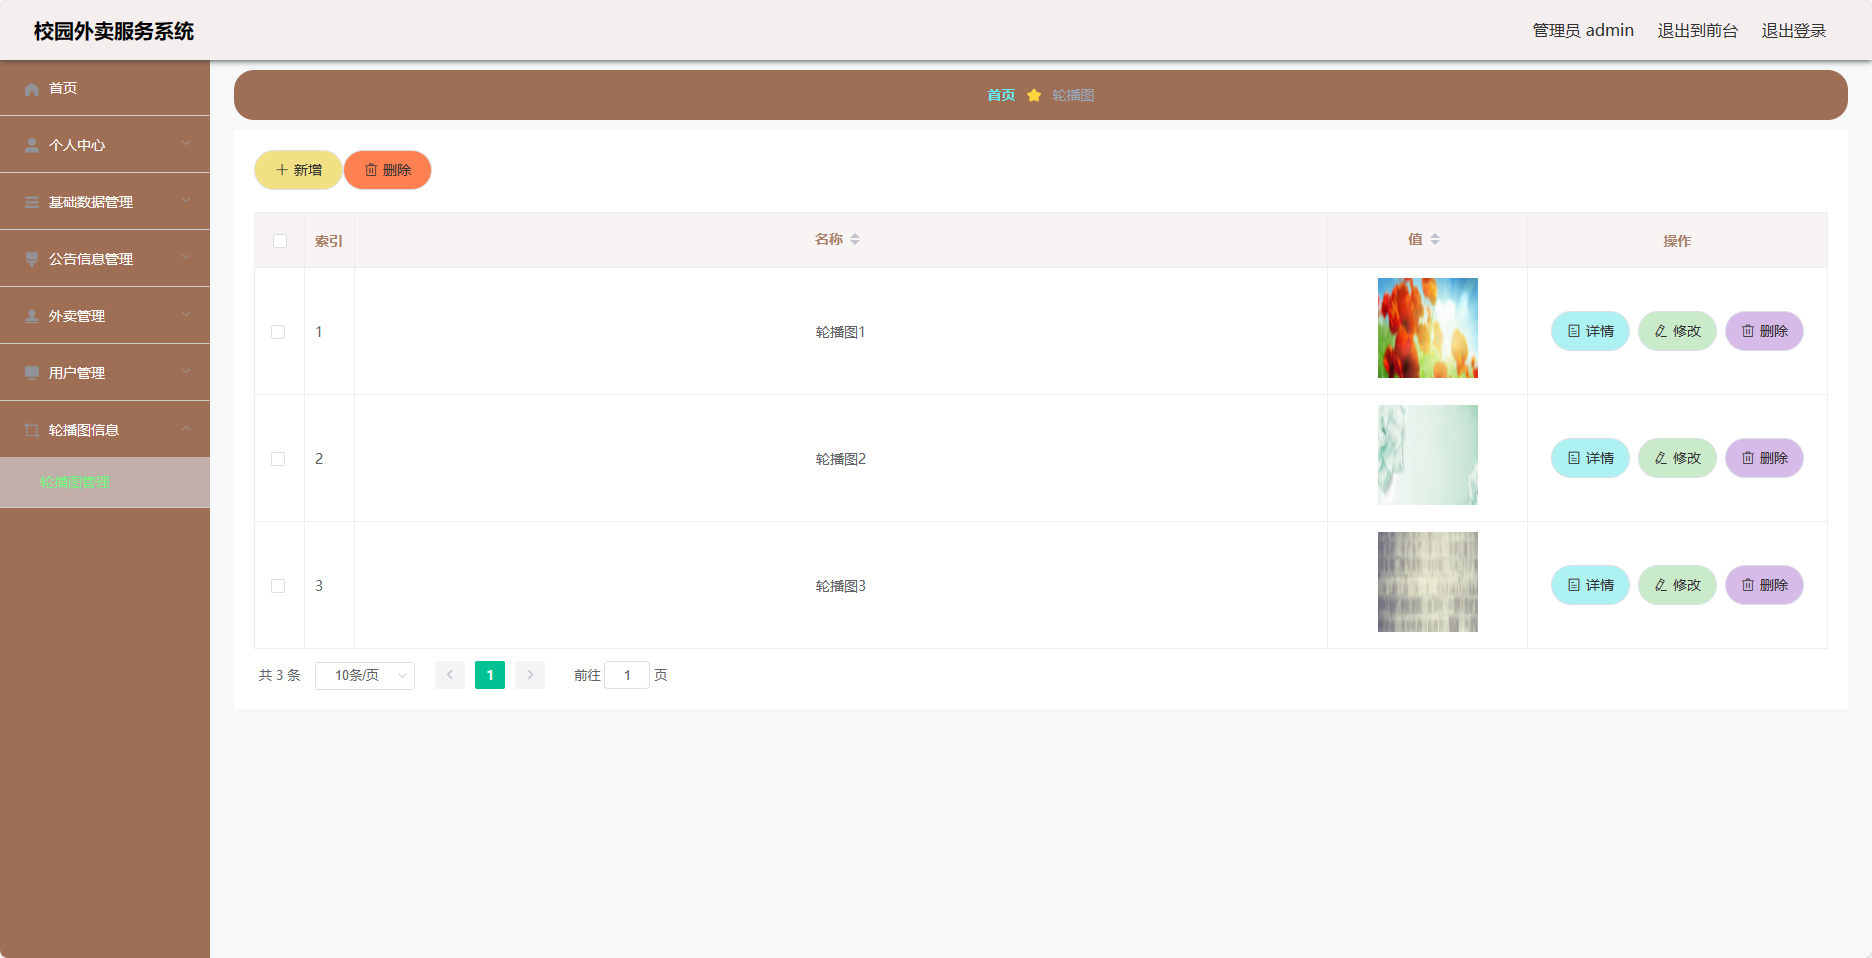 校园外卖服务系统
管理员 admin 退出到前台 退出登录
首页
个人中心
基础数据管理
公告信息管理
外卖管理
用户管理
轮播图信息
轮播图管理
首页 轮播图
新增 删除
索引 名称 值 操作
1 轮播图1 详情 修改 删除
2 轮播图2 详情 修改 删除
3 轮播图3 详情 修改 删除
共 3 条 10条/页 1 前往 1 页